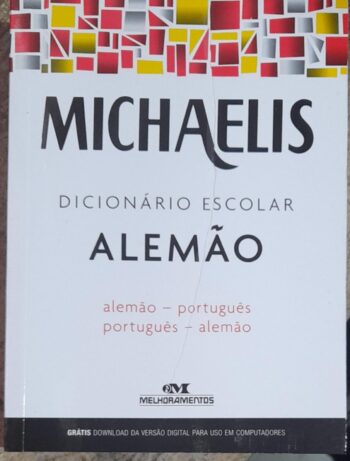 MICHAELIS
DICIONÁRIO ESCOLAR
ALEMÃO
alemão – português
português – alemão
M
MELHORAMENTOS
GRÁTIS DOWNLOAD DA VERSÃO DIGITAL PARA USO EM COMPUTADORES